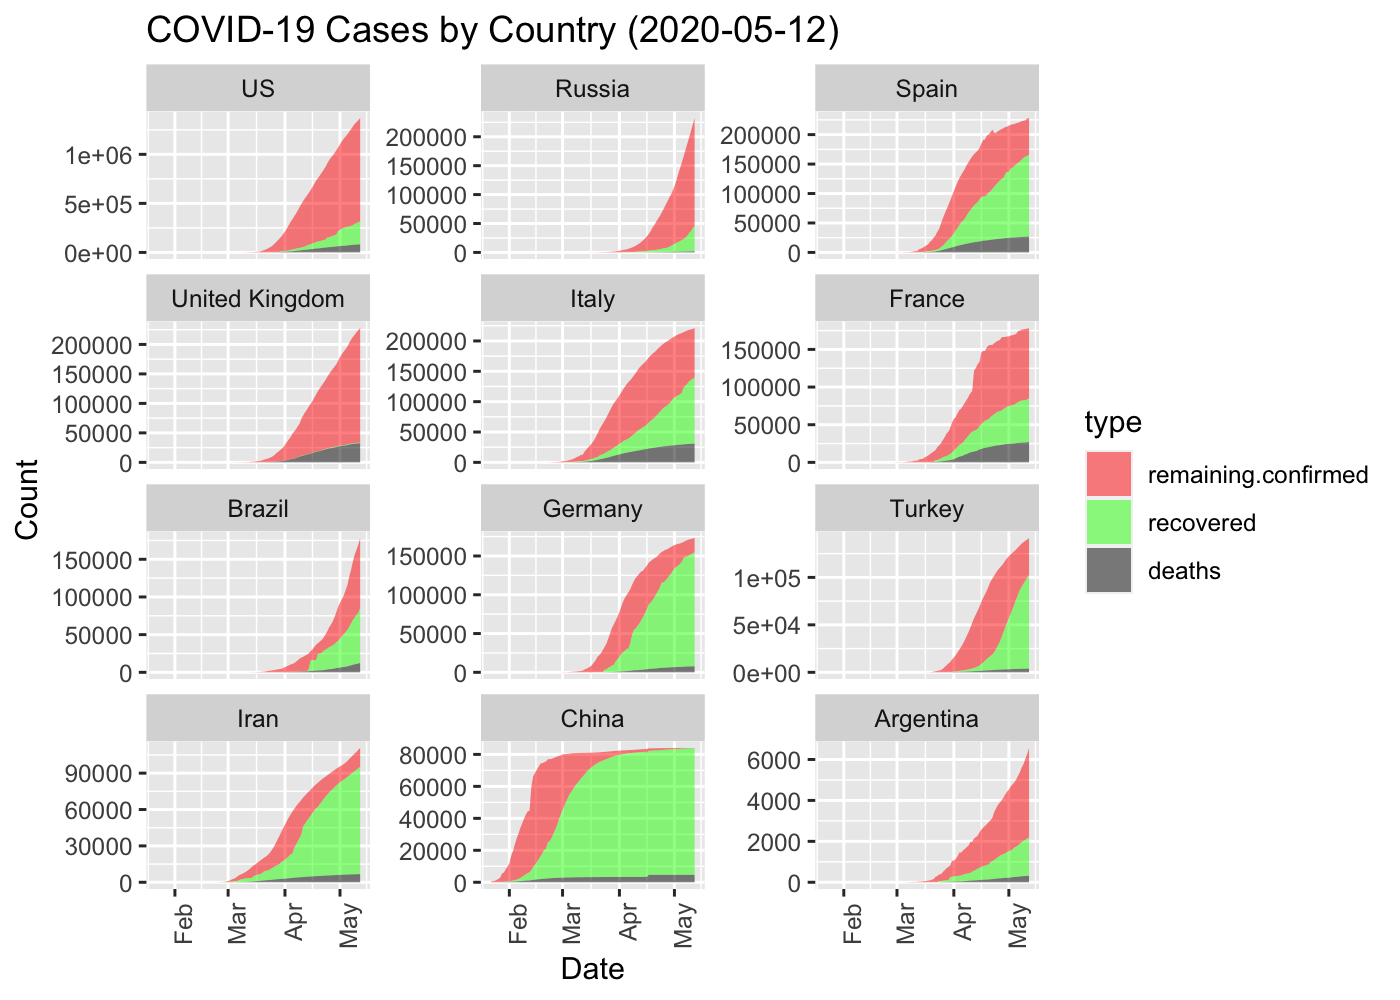 COVID-19 Cases by Country (2020-05-12)
US
Russia
Spain
1e+06
5e+05
0e+00
200000
150000
100000
50000
0
200000
150000
100000
50000
0
United Kingdom
Italy
France
200000
150000
100000
50000
0
200000
150000
100000
50000
0
150000
100000
50000
0
Brazil
Germany
Turkey
150000
100000
50000
0
150000
100000
50000
0
1e+05
5e+04
0e+00
Iran
China
Argentina
90000
60000
30000
0
80000
60000
40000
20000
0
6000
4000
2000
0
Feb
Mar
Apr
May
Feb
Mar
Apr
May
Feb
Mar
Apr
May
Date
Count
type
remaining.confirmed
recovered
deaths